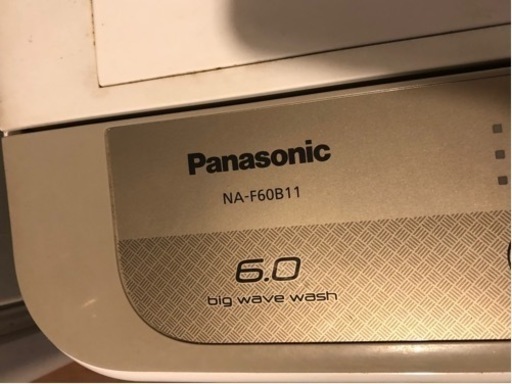 Panasonic
NA-F60B11
6.0
big wave wash